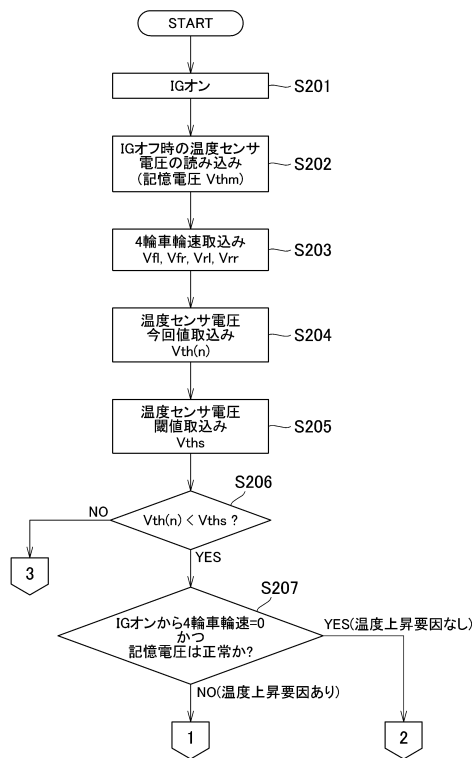 START
IGオン
S201
IGオフ時の温度センサ
電圧の読み込み
(記憶電圧 Vthm)
S202
4輪車輪速取込み
Vfl, Vfr, Vrl, Vrr
S203
温度センサ電圧
今回値取込み
Vth(n)
S204
温度センサ電圧
閾値取込み
Vths
S205
S206
Vth(n) < Vths ?
NO
YES
3
S207
IGオンから4輪車輪速=0
かつ
記憶電圧は正常か?
YES(温度上昇要因なし)
NO(温度上昇要因あり)
1
2